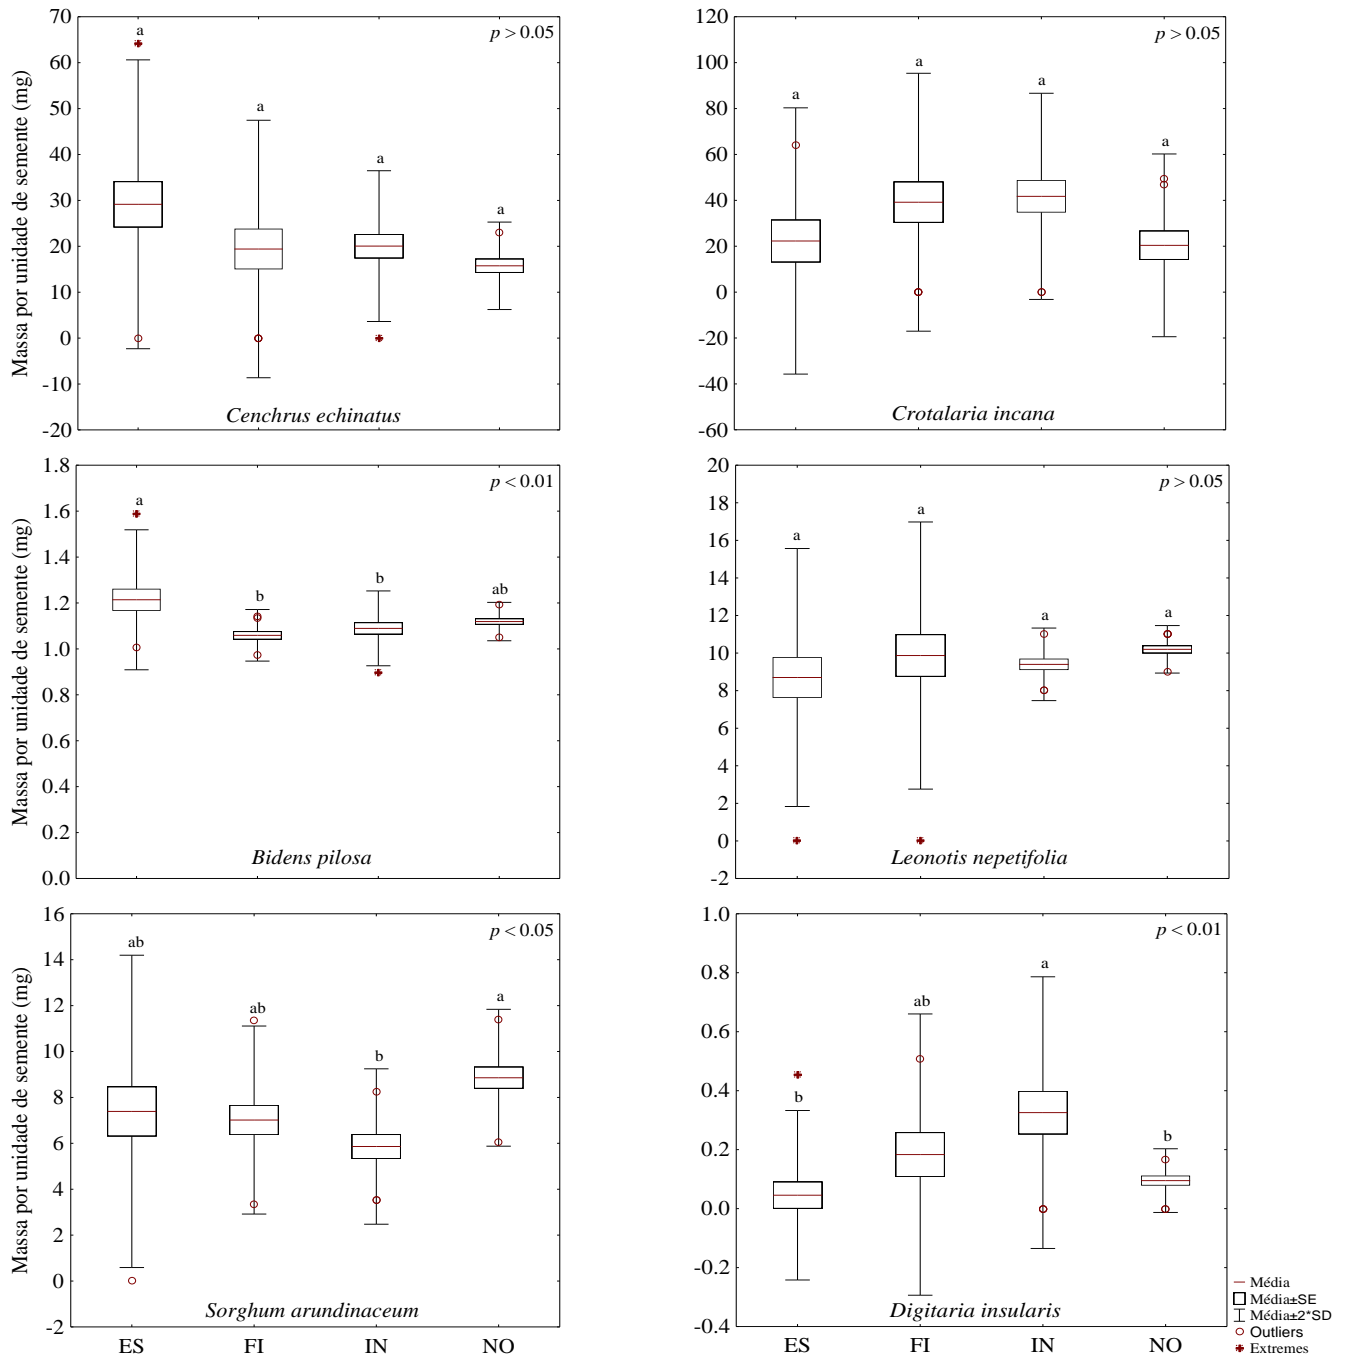 Massa por unidade de semente (mg)
70
60
50
40
30
20
10
0
-10
-20
a
a
a
a
p > 0.05
Cenchrus echinatus
120
100
80
60
40
20
0
-20
-40
-60
a
a
a
a
p > 0.05
Crotalaria incana
Massa por unidade de semente (mg)
1.8
1.6
1.4
1.2
1.0
0.8
0.6
0.4
0.2
0.0
a
b
b
ab
p < 0.01
Bidens pilosa
20
18
16
14
12
10
8
6
4
2
0
-2
a
a
a
a
p > 0.05
Leonotis nepetifolia
Massa por unidade de semente (mg)
16
14
12
10
8
6
4
2
0
-2
ab
ab
b
a
p < 0.05
Sorghum arundinaceum
ES FI IN NO
1.0
0.8
0.6
0.4
0.2
0.0
-0.2
-0.4
b
ab
a
b
p < 0.01
Digitaria insularis
ES FI IN NO
Média
Média±SE
Média±2*SD
Outliers
Extremes